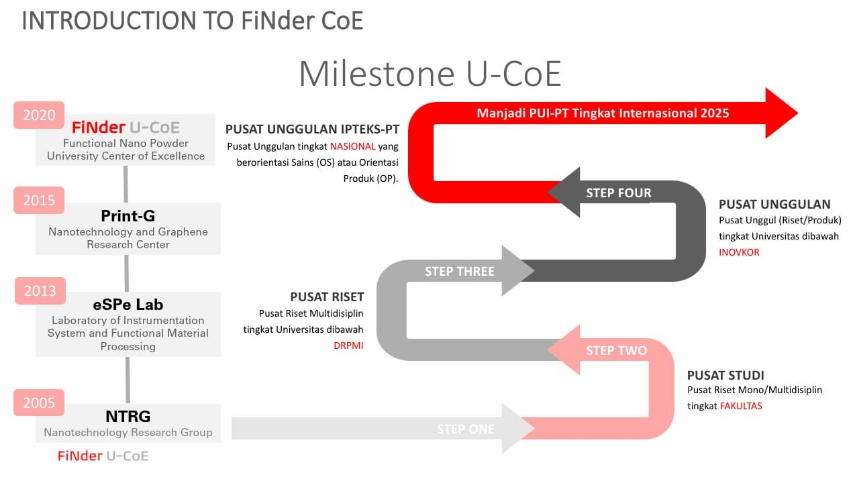 INTRODUCTION TO FiNder CoE
Milestone U-CoE
2020
FiNder U-CoE
Functional Nano Powder
University Center of Excellence
2015
Print-G
Nanotechnology and Graphene
Research Center
2013
eSPe Lab
Laboratory of Instrumentation
System and Functional Material
Processing
2005
NTRG
Nanotechnology Research Group
FiNder U-CoE
Manjadi PUI-PT Tingkat Internasional 2025
PUSAT UNGGULAN IPTEKS-PT
Pusat Unggulan tingkat NASIONAL yang
berorientasi Sains (OS) atau Orientasi
Produk (OP).
STEP FOUR
PUSAT UNGGULAN
Pusat Unggul (Riset/Produk)
tingkat Universitas dibawah
INOVKOR
STEP THREE
PUSAT RISET
Pusat Riset Multidisiplin
tingkat Universitas dibawah
DRPMI
STEP TWO
PUSAT STUDI
Pusat Riset Mono/Multidisiplin
tingkat FAKULTAS
STEP ONE